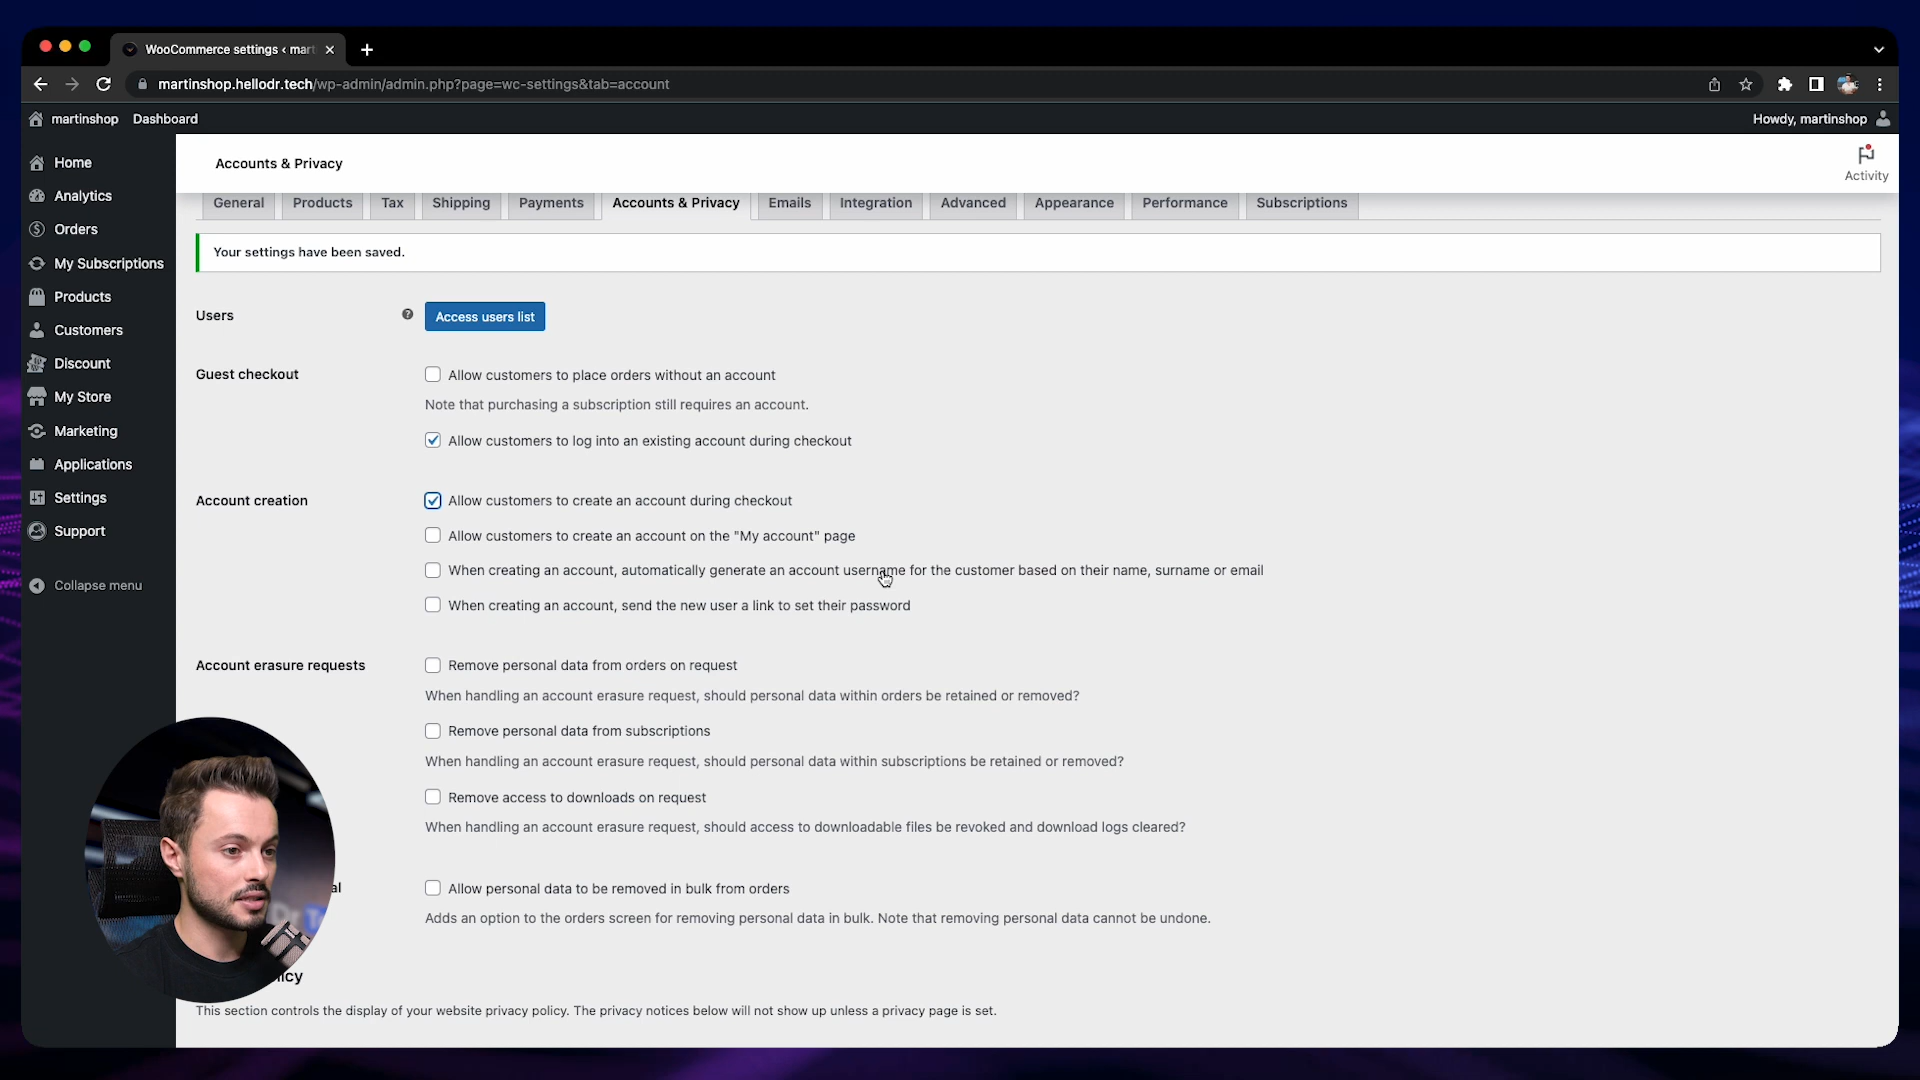 WooCommerce settings ‹ mart
martinshop.hellodr.tech/wp-admin/admin.php?page=wc-settings&tab=account
martinshop Dashboard
Howdy, martinshop
Home
Analytics
Orders
My Subscriptions
Products
Customers
Discount
My Store
Marketing
Applications
Settings
Support
Collapse menu
Accounts & Privacy
Activity
General Products Tax Shipping Payments Accounts & Privacy Emails Integration Advanced Appearance Performance Subscriptions
Your settings have been saved.
Users
Access users list
Guest checkout
Allow customers to place orders without an account
Note that purchasing a subscription still requires an account.
Allow customers to log into an existing account during checkout
Account creation
Allow customers to create an account during checkout
Allow customers to create an account on the "My account" page
When creating an account, automatically generate an account username for the customer based on their name, surname or email
When creating an account, send the new user a link to set their password
Account erasure requests
Remove personal data from orders on request
When handling an account erasure request, should personal data within orders be retained or removed?
Remove personal data from subscriptions
When handling an account erasure request, should personal data within subscriptions be retained or removed?
Remove access to downloads on request
When handling an account erasure request, should access to downloadable files be revoked and download logs cleared?
al
Allow personal data to be removed in bulk from orders
Adds an option to the orders screen for removing personal data in bulk. Note that removing personal data cannot be undone.
licy
This section controls the display of your website privacy policy. The privacy notices below will not show up unless a privacy page is set.